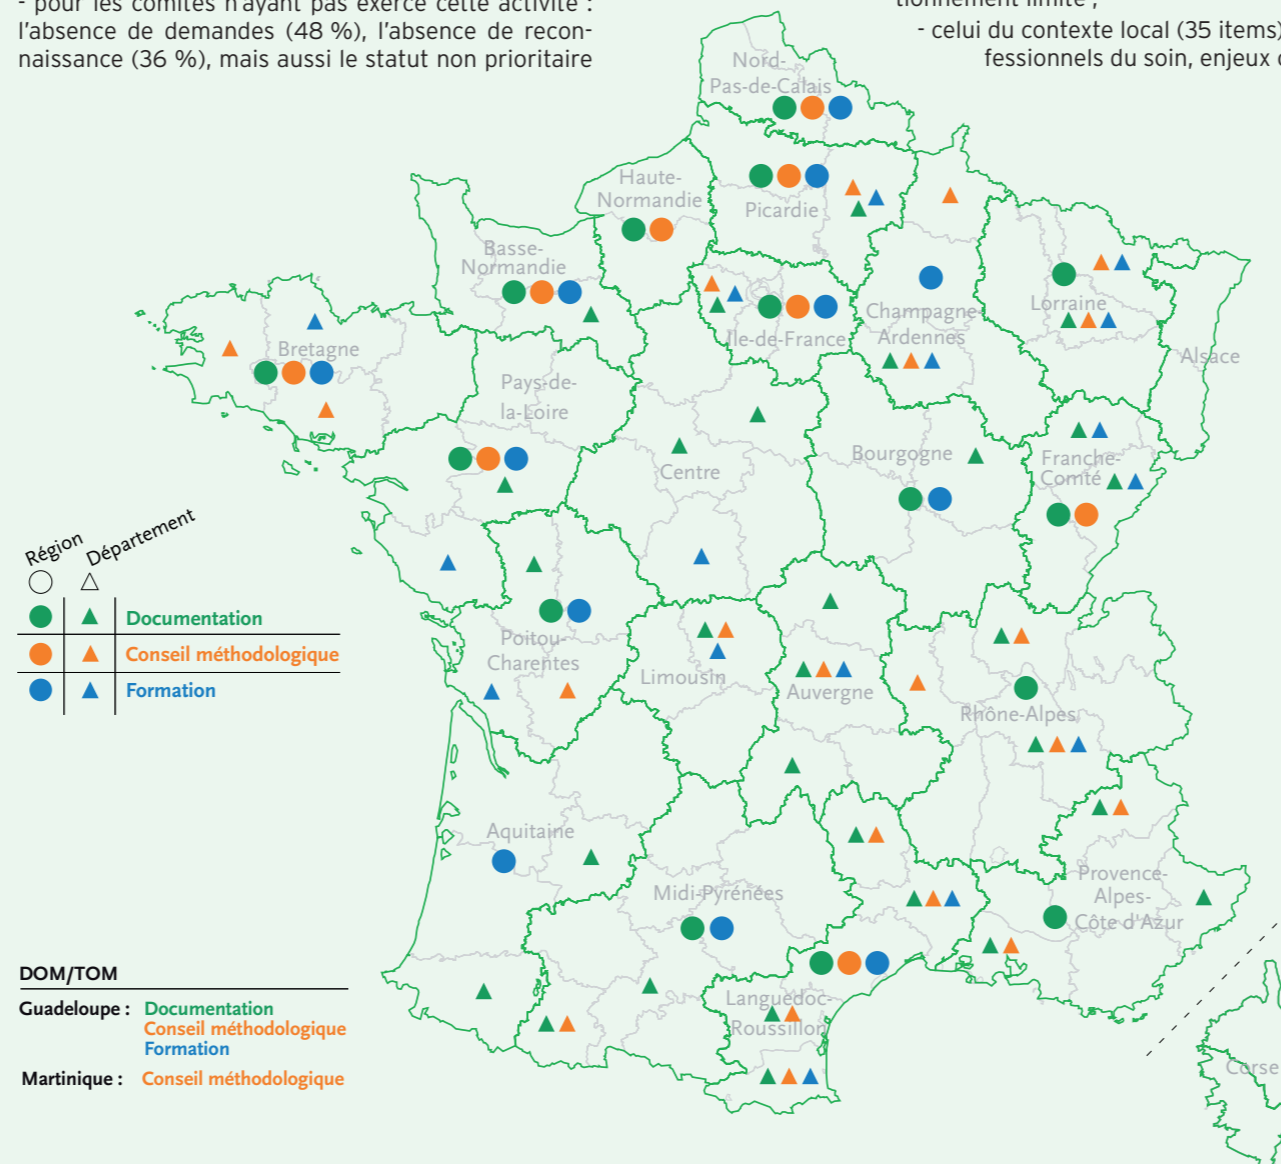 - pour les comités n'ayant pas exercé cette activité :
l'absence de demandes (48 %), l'absence de recon-
naissance (36 %), mais aussi le statut non prioritaire
tionnement limité ;
- celui du contexte local (35 items)
fessionnels du soin, enjeux
Nord-
Pas-de-Calais
Haute-
Normandie
Picardie
Basse-
Normandie
Champagne-
Ardennes
Lorraine
Ile-de-France
Alsace
Bretagne
Pays-de-
la-Loire
Centre
Bourgogne
Franche-
Comté
Région
Département
Documentation
Conseil méthodologique
Formation
Poitou-
Charentes
Limousin
Auvergne
Rhône-Alpes
Aquitaine
Midi-Pyrénées
Provence-
Alpes-
Côte d'Azur
Languedoc-
Roussillon
Corse
DOM/TOM
Guadeloupe : Documentation
Conseil méthodologique
Formation
Martinique : Conseil méthodologique